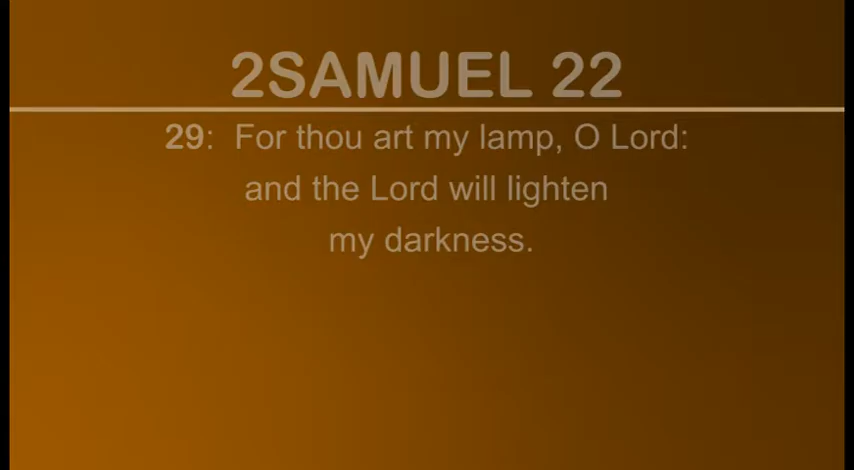 2SAMUEL 22
29:  For thou art my lamp, O Lord:
and the Lord will lighten
my darkness.